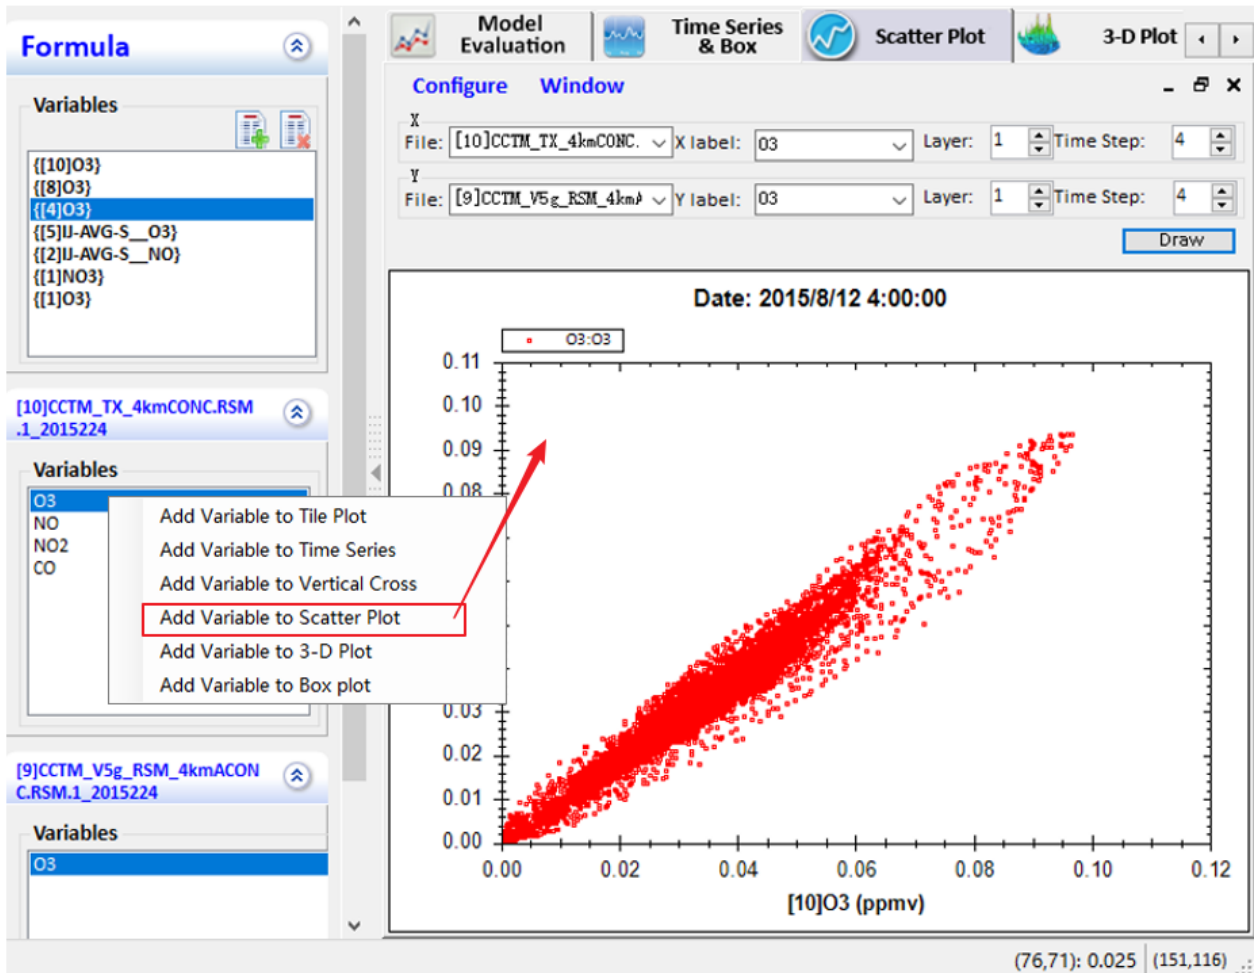 Formula
Variables
{[10]O3}
{[8]O3}
{[4]O3}
{[5]IJ-AVG-S__O3}
{[2]IJ-AVG-S__NO}
{[1]NO3}
{[1]O3}
[10]CCTM_TX_4kmCONC.RSM
.1_2015224
Variables
O3
NO
NO2
CO
Add Variable to Tile Plot
Add Variable to Time Series
Add Variable to Vertical Cross
Add Variable to Scatter Plot
Add Variable to 3-D Plot
Add Variable to Box plot
[9]CCTM_V5g_RSM_4kmACON
C.RSM.1_2015224
Variables
O3
Model
Evaluation
Time Series
& Box
Scatter Plot
3-D Plot
Configure Window
X
File: [10]CCTM_TX_4kmCONC. X label: O3 Layer: 1 Time Step: 4
Y
File: [9]CCTM_V5g_RSM_4kmA Y label: O3 Layer: 1 Time Step: 4
Draw
Date: 2015/8/12 4:00:00
O3:O3
0.11
0.10
0.09
0.08
0.03
0.02
0.01
0.00
0.00 0.02 0.04 0.06 0.08 0.10 0.12
[10]O3 (ppmv)
(76,71): 0.025 (151,116)